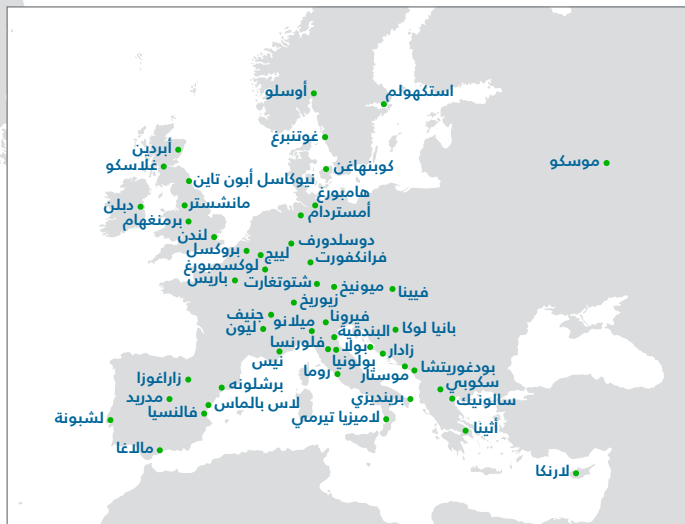 أوسلو
استكهولم
غوتنبرغ
أبردين
غلاسكو
كوبنهاغن
موسكو
نيوكاسل أبون تاين
هامبورغ
دبلن
مانشستر
أمستردام
برمنغهام
لندن
دوسلدورف
بروكسل
لييج
فرانكفورت
لوكسمبورغ
باريس
شتوتغارت
ميونيخ
فيينا
زيوريخ
جنيف
ميلانو
فيرونا
ليون
البندقية
بانيا لوكا
فلورنسا
بولا
زادار
نيس
بولونيا
بودغوريتشا
روما
موستار
زاراغوزا
برشلونه
سكوبي
مدريد
لاس بالماس
برينديزي
سالونيك
فالنسيا
لشبونة
لاميزيا تيرمي
أثينا
مالاغا
لارنكا